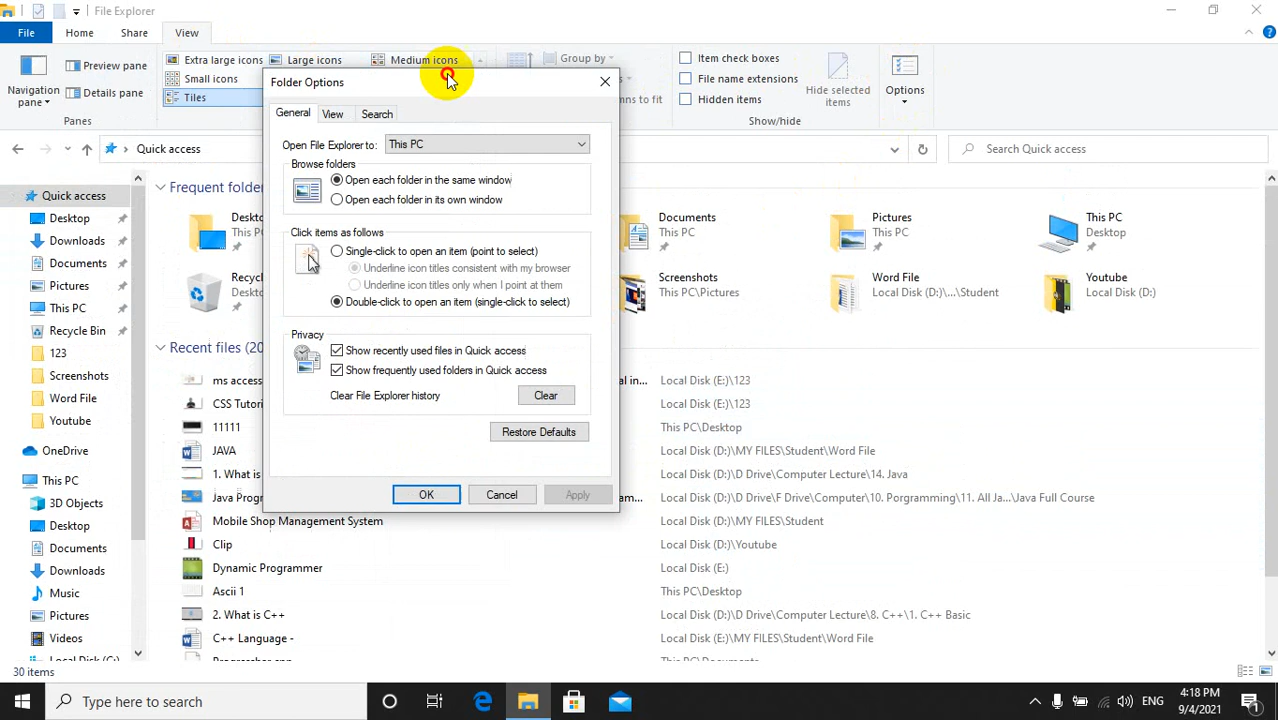 File Explorer
File Home Share View
Extra large icons Large icons Medium icons Group by Item check boxes
Navigation pane Preview pane Small icons File name extensions Hide selected items Options
Details pane Tiles ns to fit Hidden items
Panes Show/hide
Quick access Search Quick access
Folder Options
General View Search
Open File Explorer to: This PC
Browse folders
Open each folder in the same window
Open each folder in its own window
Click items as follows
Single-click to open an item (point to select)
Underline icon titles consistent with my browser
Underline icon titles only when I point at them
Double-click to open an item (single-click to select)
Privacy
Show recently used files in Quick access
Show frequently used folders in Quick access
Clear File Explorer history Clear
Restore Defaults
OK Cancel Apply
Quick access
Desktop
Downloads
Documents
Pictures
This PC
Recycle Bin
123
Screenshots
Word File
Youtube
OneDrive
This PC
3D Objects
Desktop
Documents
Downloads
Music
Pictures
Videos
Frequent folder
Deskto
This PC
Documents
This PC
Pictures
This PC
This PC
Desktop
Recyc
Deskto
Screenshots
This PC\Pictures
Word File
Local Disk (D:)\...\Student
Youtube
Local Disk (D:)
Recent files (20
ms access al in... Local Disk (E:)\123
CSS Tutori Local Disk (E:)\123
11111 This PC\Desktop
JAVA Local Disk (D:)\MY FILES\Student\Word File
1. What is Local Disk (D:)\D Drive\Computer Lecture\14. Java
Java Progr am... Local Disk (D:)\D Drive\F Drive\Computer\10. Porgramming\11. All Ja...\Java Full Course
Mobile Shop Management System Local Disk (D:)\MY FILES\Student
Clip Local Disk (D:)\Youtube
Dynamic Programmer Local Disk (E:)
Ascii 1 This PC\Desktop
2. What is C++ Local Disk (D:)\D Drive\Computer Lecture\8. C++\1. C++ Basic
C++ Language - Local Disk (E:)\MY FILES\Student\Word File
30 items
Type here to search ENG 4:18 PM
9/4/2021
1